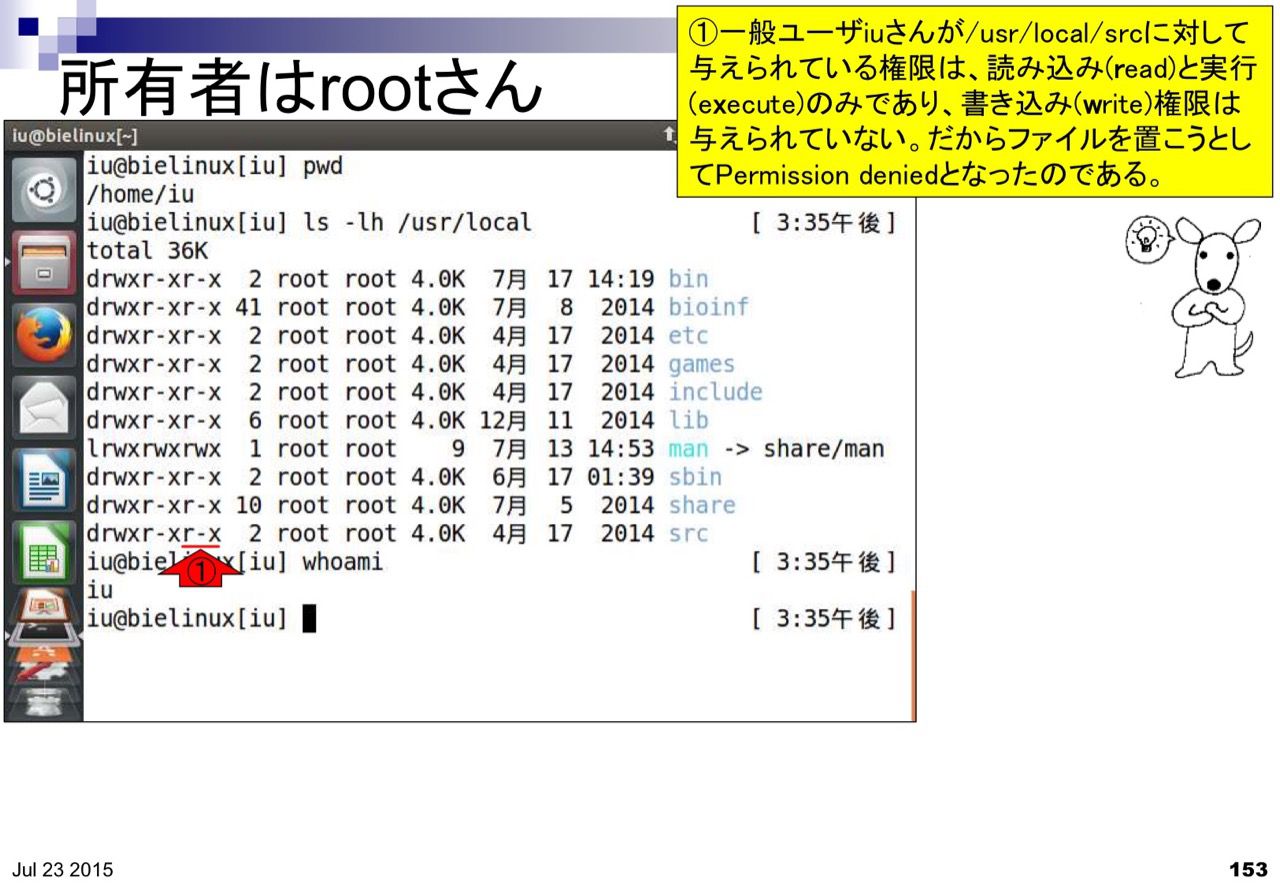 所有者はrootさん
①一般ユーザiuさんが/usr/local/srcに対して
与えられている権限は、読み込み(read)と実行
(execute)のみであり、書き込み(write)権限は
与えられていない。だからファイルを置こうとし
てPermission deniedとなったのである。
iu@bielinux[~]
iu@bielinux[iu] pwd
/home/iu
iu@bielinux[iu] ls -lh /usr/local [ 3:35午後]
total 36K
drwxr-xr-x 2 root root 4.0K 7月 17 14:19 bin
drwxr-xr-x 41 root root 4.0K 7月 8 2014 bioinf
drwxr-xr-x 2 root root 4.0K 4月 17 2014 etc
drwxr-xr-x 2 root root 4.0K 4月 17 2014 games
drwxr-xr-x 2 root root 4.0K 4月 17 2014 include
drwxr-xr-x 6 root root 4.0K 12月 11 2014 lib
lrwxrwxrwx 1 root root 9 7月 13 14:53 man -> share/man
drwxr-xr-x 2 root root 4.0K 6月 17 01:39 sbin
drwxr-xr-x 10 root root 4.0K 7月 5 2014 share
drwxr-xr-x 2 root root 4.0K 4月 17 2014 src
iu@bie①x[iu] whoami [ 3:35午後]
iu
iu@bielinux[iu] [ 3:35午後]
Jul 23 2015
153